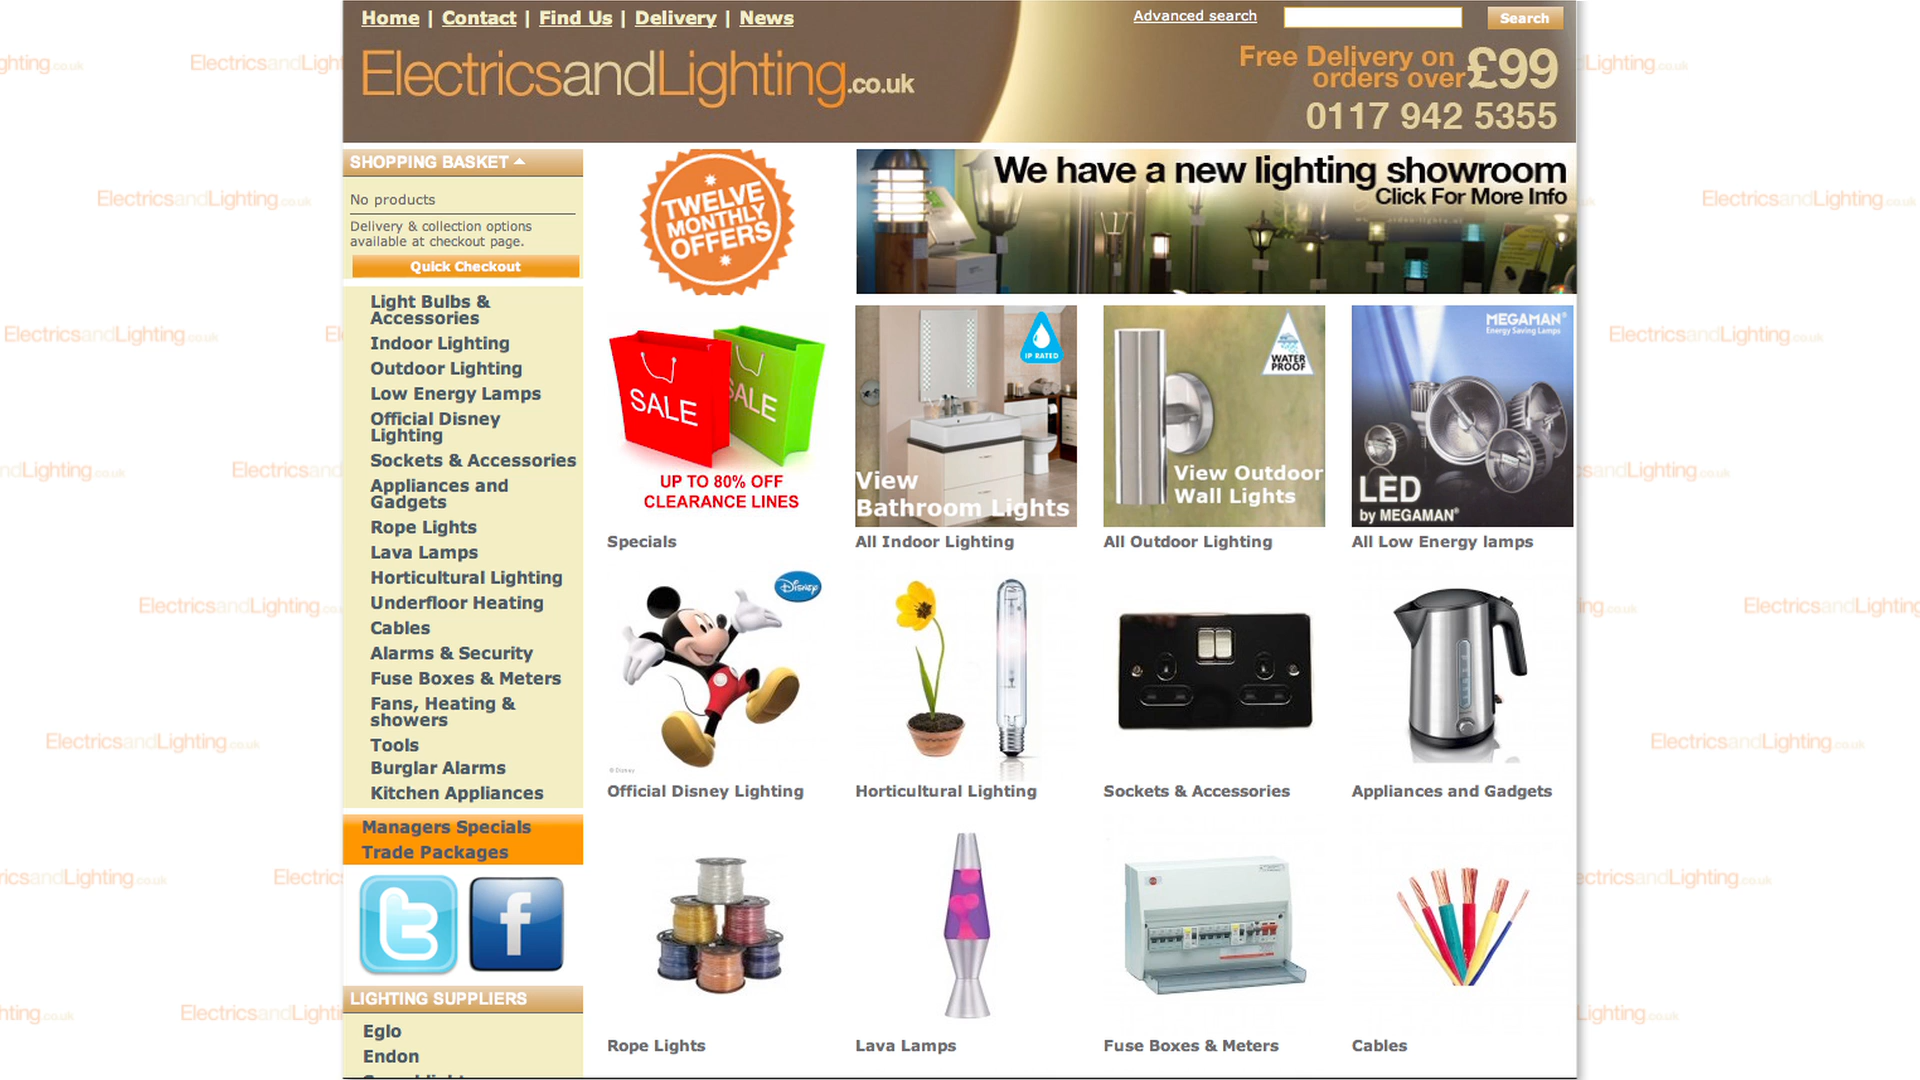 Home | Contact | Find Us | Delivery | News
Advanced search
Search
ElectricsandLighting.co.uk
Free Delivery on
orders over £99
0117 942 5355
SHOPPING BASKET
No products
Delivery & collection options
available at checkout page.
Quick Checkout
Light Bulbs &
Accessories
Indoor Lighting
Outdoor Lighting
Low Energy Lamps
Official Disney
Lighting
Sockets & Accessories
Appliances and
Gadgets
Rope Lights
Lava Lamps
Horticultural Lighting
Underfloor Heating
Cables
Alarms & Security
Fuse Boxes & Meters
Fans, Heating &
showers
Tools
Burglar Alarms
Kitchen Appliances
Managers Specials
Trade Packages
LIGHTING SUPPLIERS
Eglo
Endon
TWELVE
MONTHLY
OFFERS
We have a new lighting showroom
Click For More Info
SALE
SALE
UP TO 80% OFF
CLEARANCE LINES
Specials
IP RATED
View
Bathroom Lights
All Indoor Lighting
WATER
PROOF
View Outdoor
Wall Lights
All Outdoor Lighting
MEGAMAN®
Energy Saving Lamps
LED
by MEGAMAN®
All Low Energy lamps
Disney
© Disney
Official Disney Lighting
Horticultural Lighting
Sockets & Accessories
Appliances and Gadgets
Rope Lights
Lava Lamps
Fuse Boxes & Meters
Cables